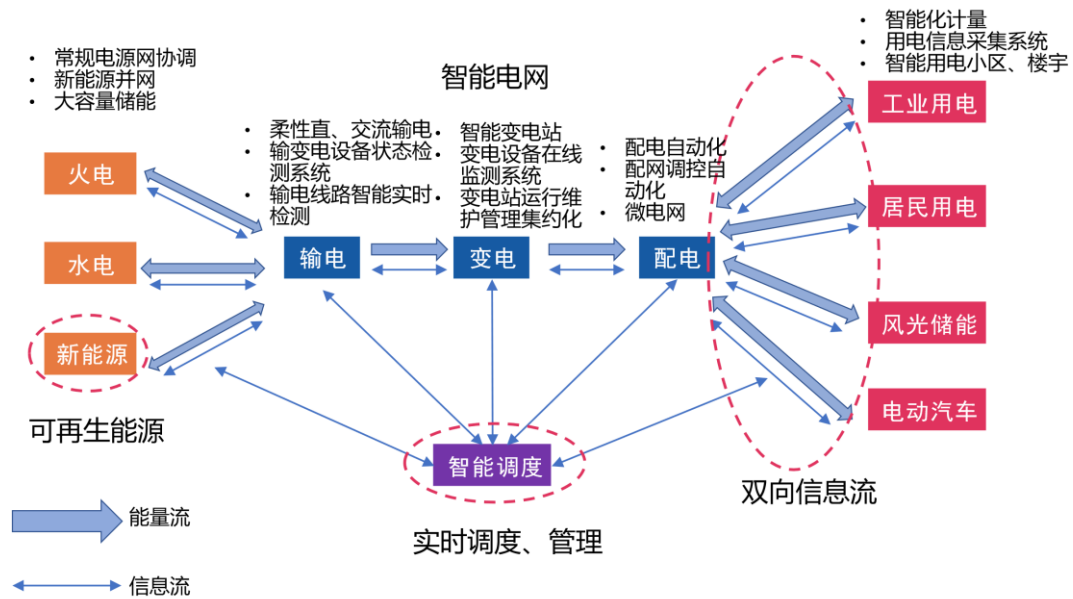 • 智能化计量
• 用电信息采集系统
• 智能用电小区、楼宇
• 常规电源网协调
• 新能源并网
• 大容量储能
智能电网
• 柔性直、交流输电
• 输变电设备状态检
测系统
• 输电线路智能实时
检测
• 智能变电站
• 变电设备在线
监测系统
• 变电站运行维
护管理集约化
• 配电自动化
• 配网调控自
动化
• 微电网
火电
水电
新能源
可再生能源
输电
变电
配电
工业用电
居民用电
风光储能
电动汽车
智能调度
双向信息流
实时调度、管理
能量流
信息流